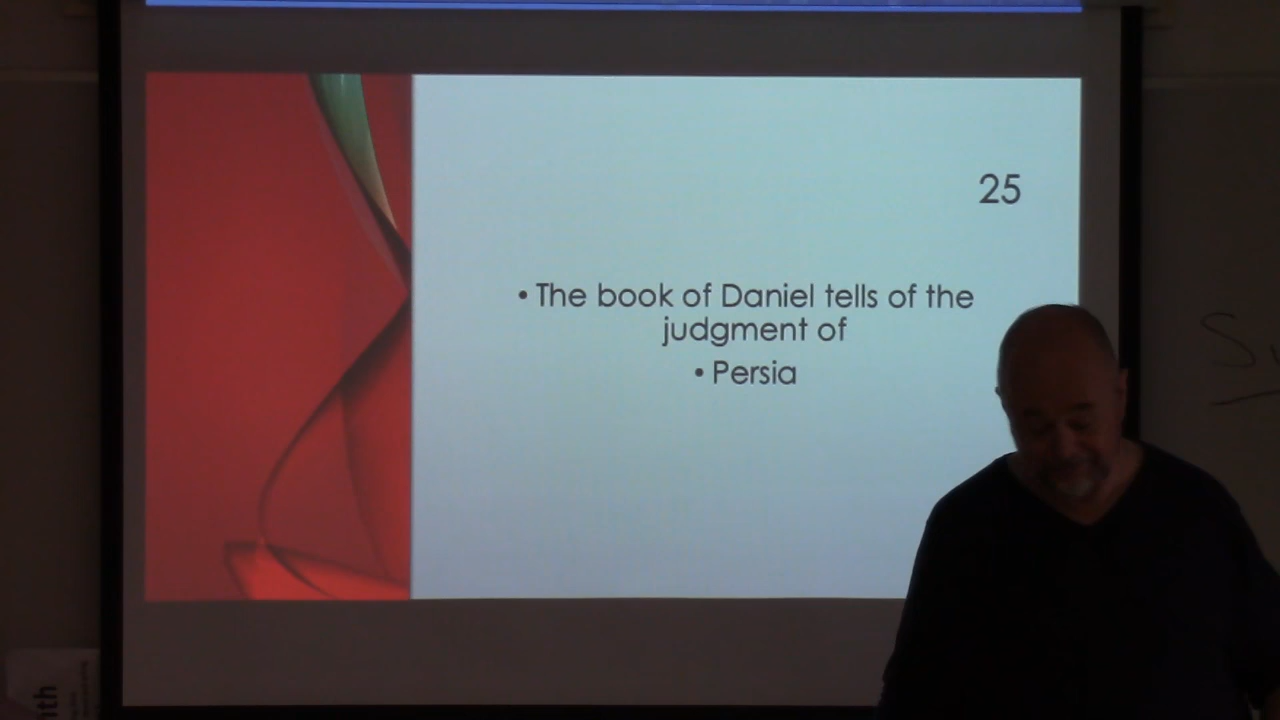 25
• The book of Daniel tells of the
judgment of
• Persia